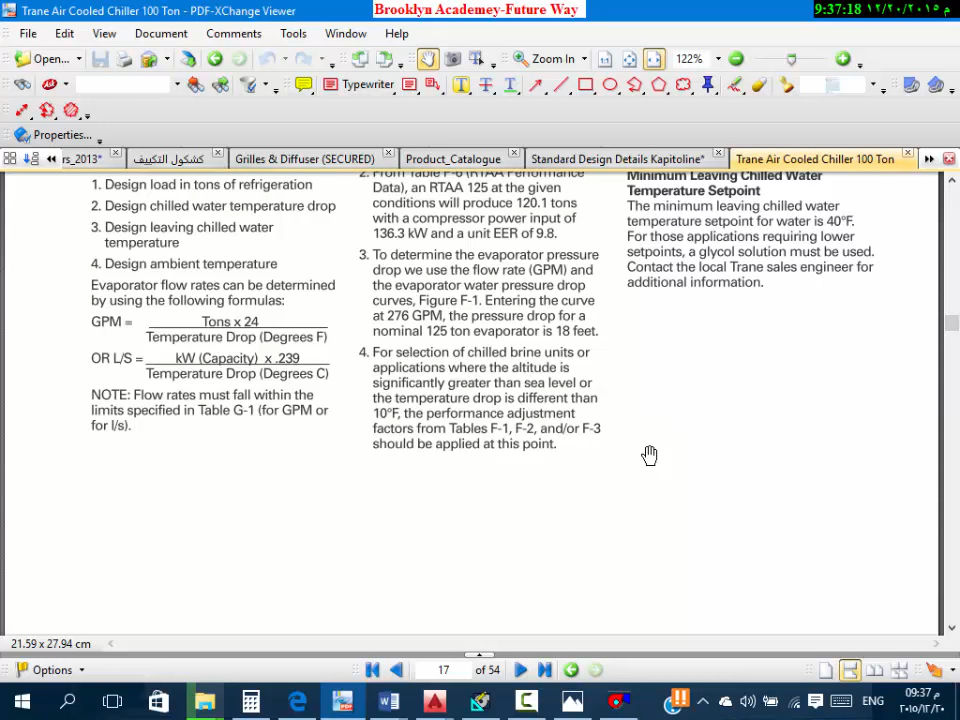 Trane Air Cooled Chiller 100 Ton - PDF-XChange Viewer
Brooklyn Academey-Future Way
9:37:18 م ١٢/٢٠/٢٠١٥
File Edit View Document Comments Tools Window Help
Open... Zoom In 122%
Typewriter
Properties...
rs_2013* كشكول التكييف Grilles & Diffuser (SECURED) Product_Catalogue Standard Design Details Kapitoline* Trane Air Cooled Chiller 100 Ton
1. Design load in tons of refrigeration
2. Design chilled water temperature drop
3. Design leaving chilled water
temperature
4. Design ambient temperature
Evaporator flow rates can be determined
by using the following formulas:
GPM = Tons x 24
Temperature Drop (Degrees F)
OR L/S = kW (Capacity) x .239
Temperature Drop (Degrees C)
NOTE: Flow rates must fall within the
limits specified in Table G-1 (for GPM or
for l/s).
2. From Table F-6 (RTAA Performance
Data), an RTAA 125 at the given
conditions will produce 120.1 tons
with a compressor power input of
136.3 kW and a unit EER of 9.8.
3. To determine the evaporator pressure
drop we use the flow rate (GPM) and
the evaporator water pressure drop
curves, Figure F-1. Entering the curve
at 276 GPM, the pressure drop for a
nominal 125 ton evaporator is 18 feet.
4. For selection of chilled brine units or
applications where the altitude is
significantly greater than sea level or
the temperature drop is different than
10°F, the performance adjustment
factors from Tables F-1, F-2, and/or F-3
should be applied at this point.
Minimum Leaving Chilled Water
Temperature Setpoint
The minimum leaving chilled water
temperature setpoint for water is 40°F.
For those applications requiring lower
setpoints, a glycol solution must be used.
Contact the local Trane sales engineer for
additional information.
21.59 x 27.94 cm
Options 17 of 54
ENG 09:37 م
٢٠١٥/١٢/٢٠